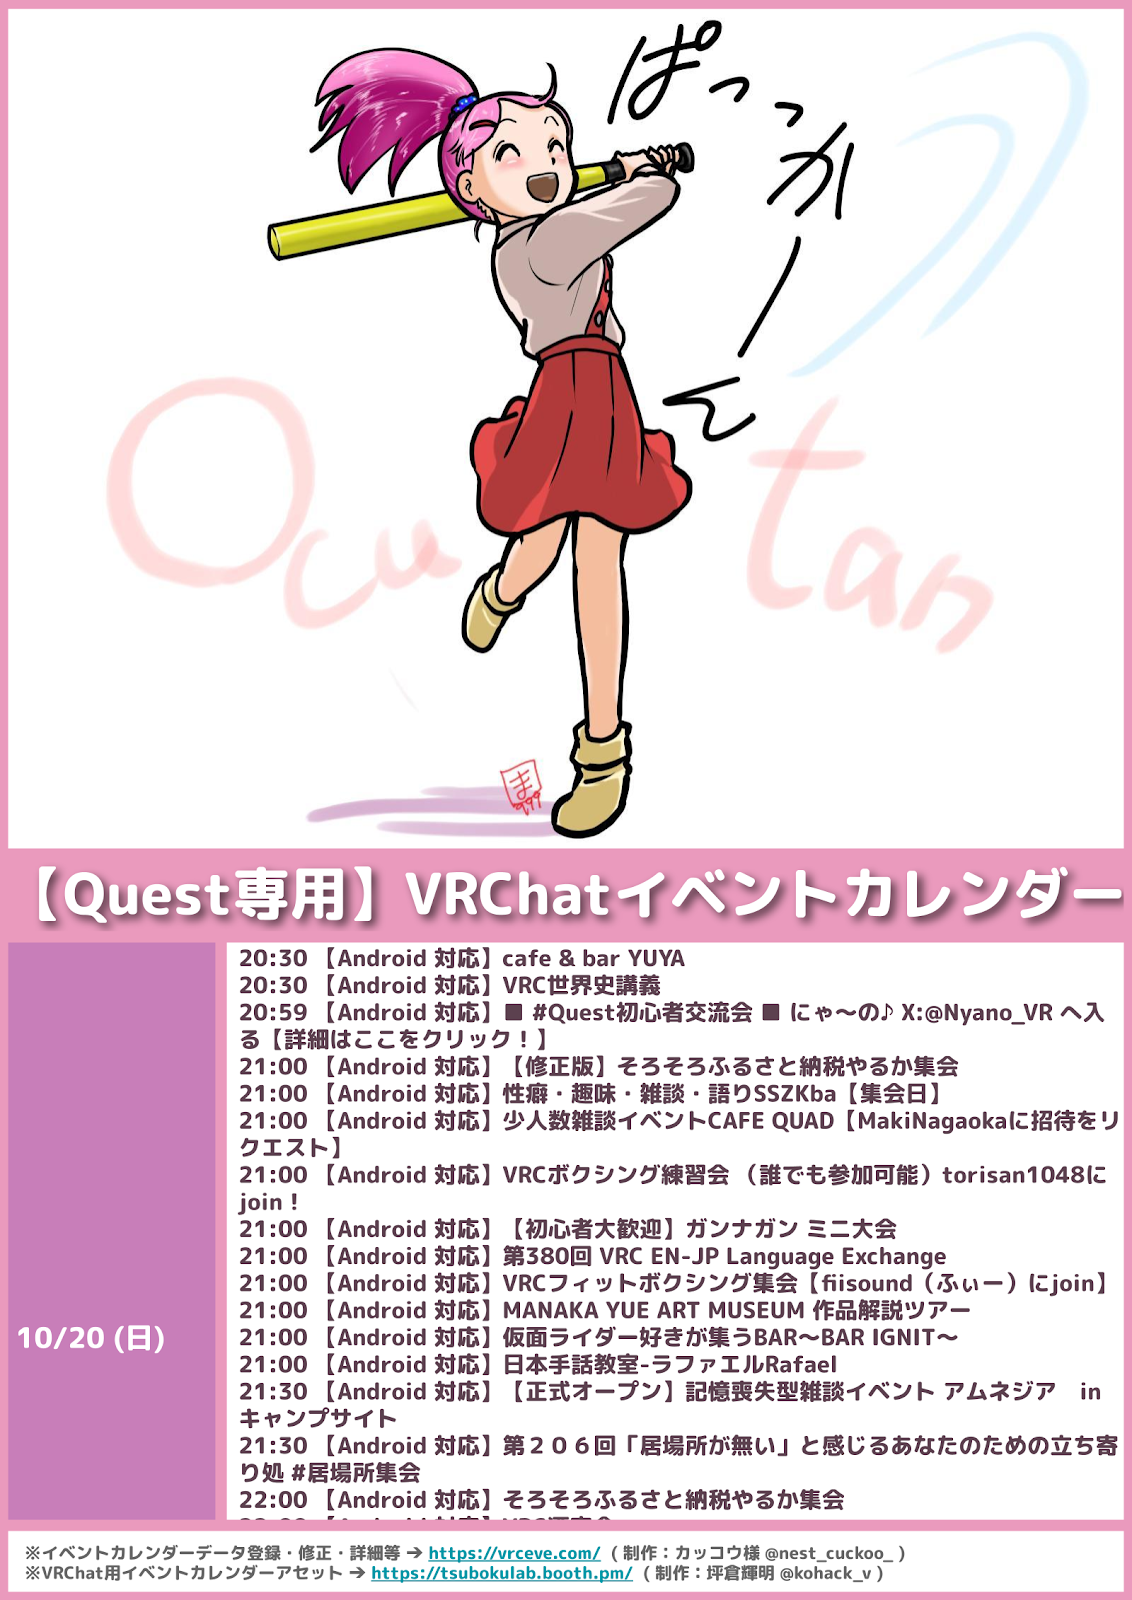 ぱっっかーん
Ocu tan
ま
999
【Quest専用】VRChatイベントカレンダー
10/20 (日)
20:30 【Android 対応】cafe & bar YUYA
20:30 【Android 対応】VRC世界史講義
20:59 【Android 対応】■ #Quest初心者交流会 ■ にゃ～の♪ X:@Nyano_VR へ入
る【詳細はここをクリック！】
21:00 【Android 対応】【修正版】そろそろふるさと納税やるか集会
21:00 【Android 対応】性癖・趣味・雑談・語りSSZKba【集会日】
21:00 【Android 対応】少人数雑談イベントCAFE QUAD【MakiNagaokaに招待をリ
クエスト】
21:00 【Android 対応】VRCボクシング練習会 （誰でも参加可能）torisan1048に
join！
21:00 【Android 対応】【初心者大歓迎】ガンナガン ミニ大会
21:00 【Android 対応】第380回 VRC EN-JP Language Exchange
21:00 【Android 対応】VRCフィットボクシング集会【fiisound（ふぃー）にjoin】
21:00 【Android 対応】MANAKA YUE ART MUSEUM 作品解説ツアー
21:00 【Android 対応】仮面ライダー好きが集うBAR～BAR IGNIT～
21:00 【Android 対応】日本手話教室-ラファエルRafael
21:30 【Android 対応】【正式オープン】記憶喪失型雑談イベント アムネジア　in
キャンプサイト
21:30 【Android 対応】第２０６回「居場所が無い」と感じるあなたのための立ち寄
り処 #居場所集会
22:00 【Android 対応】そろそろふるさと納税やるか集会
※イベントカレンダーデータ登録・修正・詳細等 ➔ https://vrceve.com/ （制作：カッコウ様 @nest_cuckoo_ ）
※VRChat用イベントカレンダーアセット ➔ https://tsubokulab.booth.pm/ （制作：坪倉輝明 @kohack_v ）